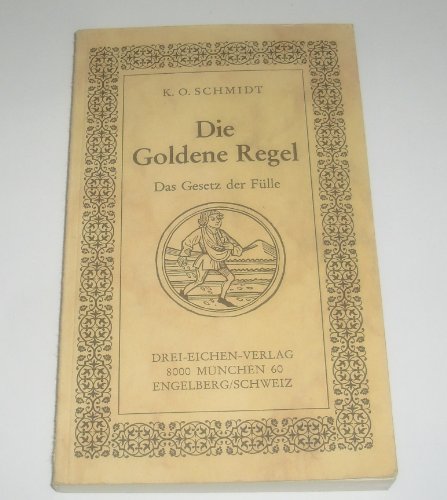 K. O. SCHMIDT
Die
Goldene Regel
Das Gesetz der Fülle
DREI-EICHEN-VERLAG
8000 MÜNCHEN 60
ENGELBERG/SCHWEIZ